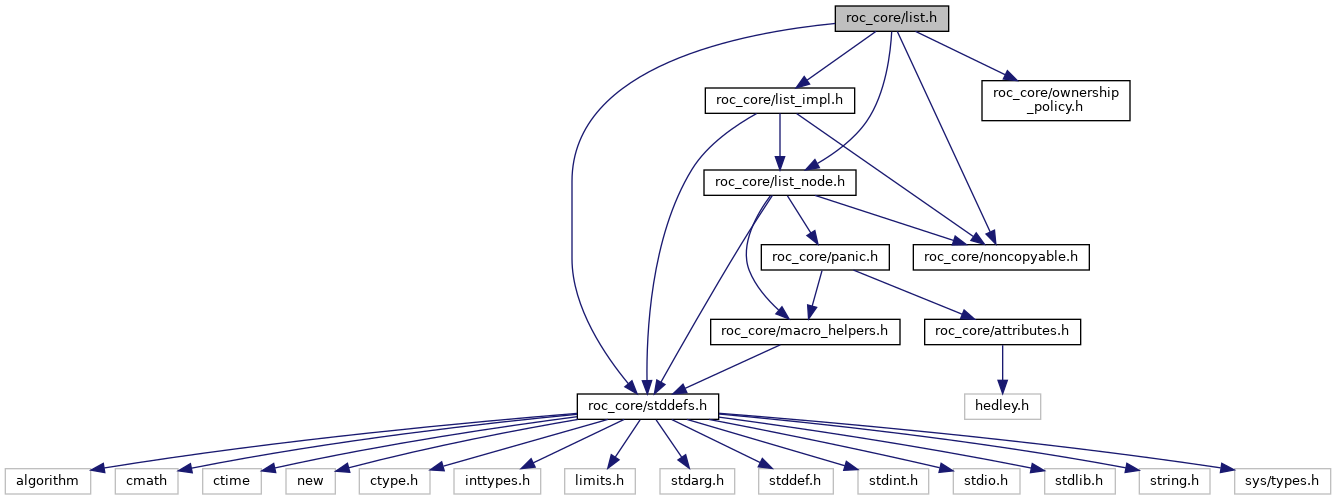 roc_core/list.h
roc_core/list_impl.h
roc_core/ownership
_policy.h
roc_core/list_node.h
roc_core/panic.h
roc_core/noncopyable.h
roc_core/macro_helpers.h
roc_core/attributes.h
roc_core/stddefs.h
hedley.h
algorithm
cmath
ctime
new
ctype.h
inttypes.h
limits.h
stdarg.h
stddef.h
stdint.h
stdio.h
stdlib.h
string.h
sys/types.h